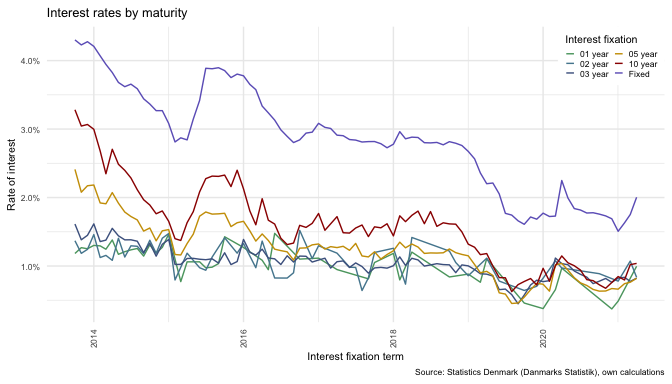 Interest rates by maturity
Interest fixation
01 year
05 year
02 year
10 year
03 year
Fixed
4.0%
3.0%
2.0%
1.0%
Rate of interest
2014
2016
2018
2020
Interest fixation term
Source: Statistics Denmark (Danmarks Statistik), own calculations